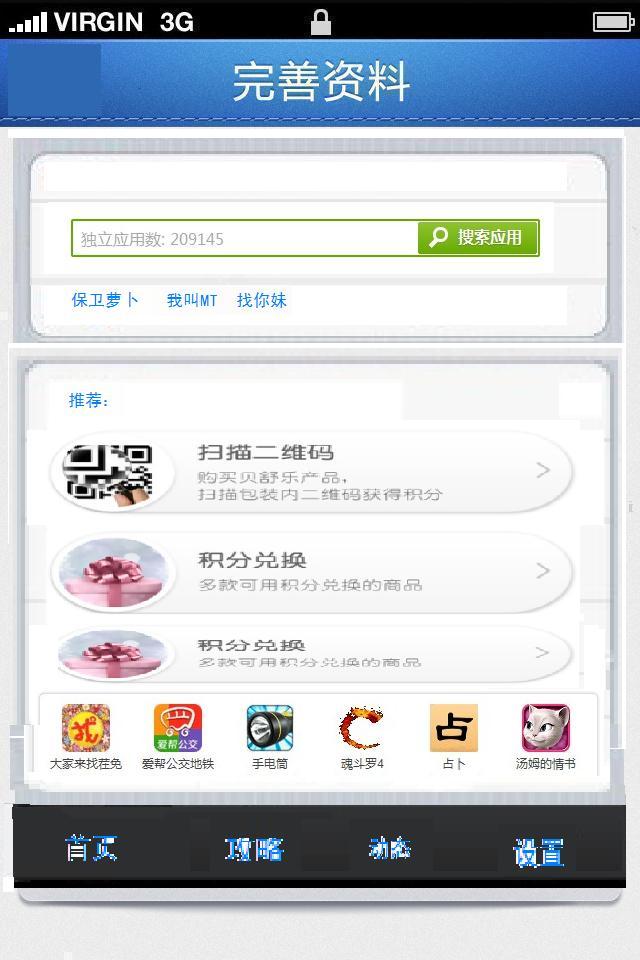 VIRGIN 3G
完善资料
独立应用数: 209145 搜索应用
保卫萝卜 我叫MT 找你妹
推荐:
扫描二维码
购买贝舒乐产品,
扫描包装内二维码获得积分
积分兑换
多款可用积分兑换的商品
积分兑换
多款可用积分兑换的商品
找 爱帮公交 占
大家来找茬免 爱帮公交地铁 手电筒 魂斗罗4 占卜 汤姆的情书
首页 攻略 动态 设置